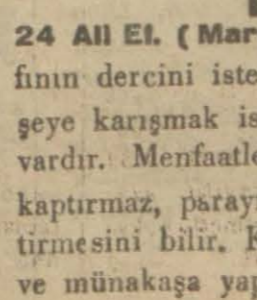 24 Ali Ef. ( Mar
fının dercini iste
şeye karışmak is
vardır. Menfaatle
kaptırmaz, paray
tirmesini bilir. K
ve münakaşa yap